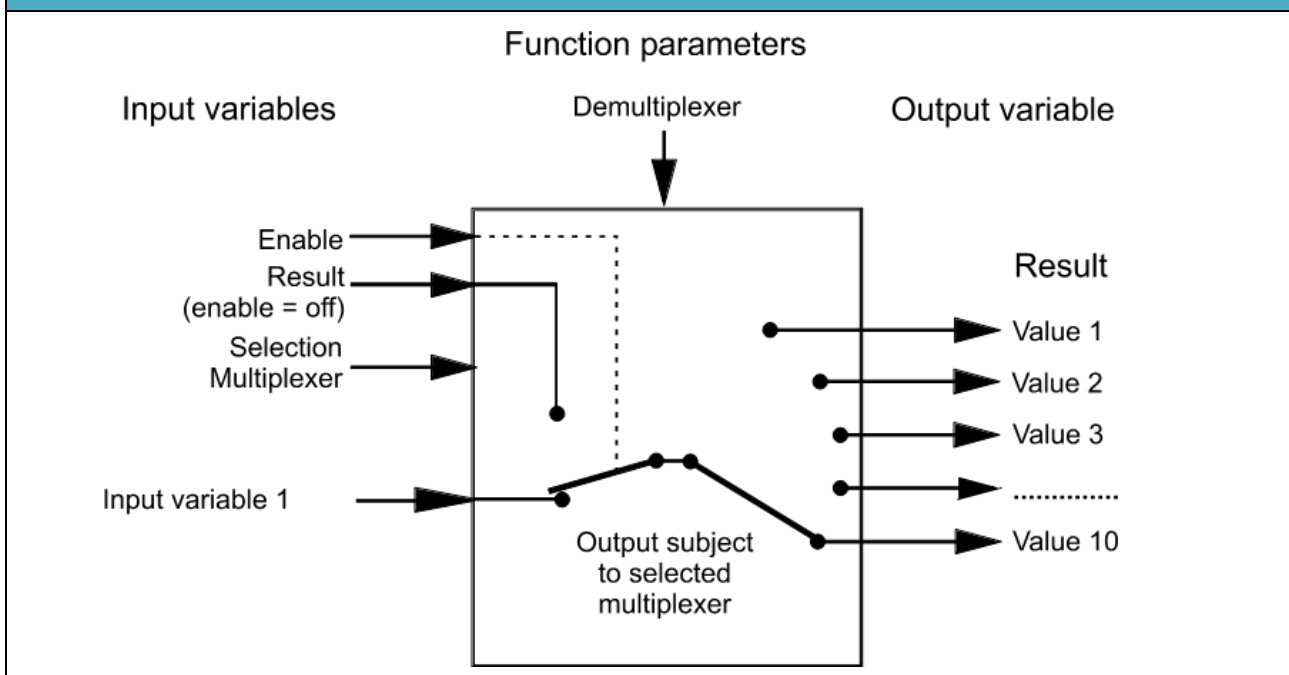 Function parameters
Input variables
Demultiplexer
Output variable
Enable
Result
(enable = off)
Selection
Multiplexer
Input variable 1
Output subject
to selected
multiplexer
Result
Value 1
Value 2
Value 3
................
Value 10